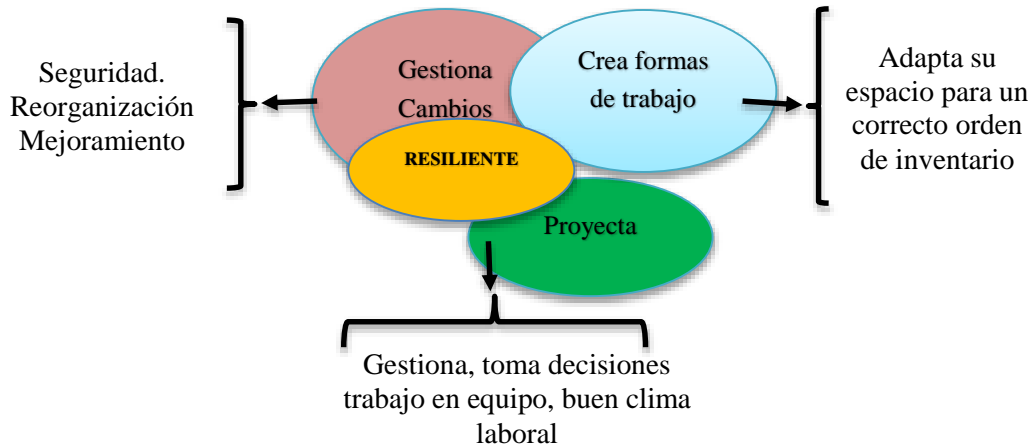 Seguridad.
Reorganización
Mejoramiento
Gestiona
Cambios
Crea formas
de trabajo
Adapta su
espacio para un
correcto orden
de inventario
RESILIENTE
Proyecta
Gestiona, toma decisiones
trabajo en equipo, buen clima
laboral